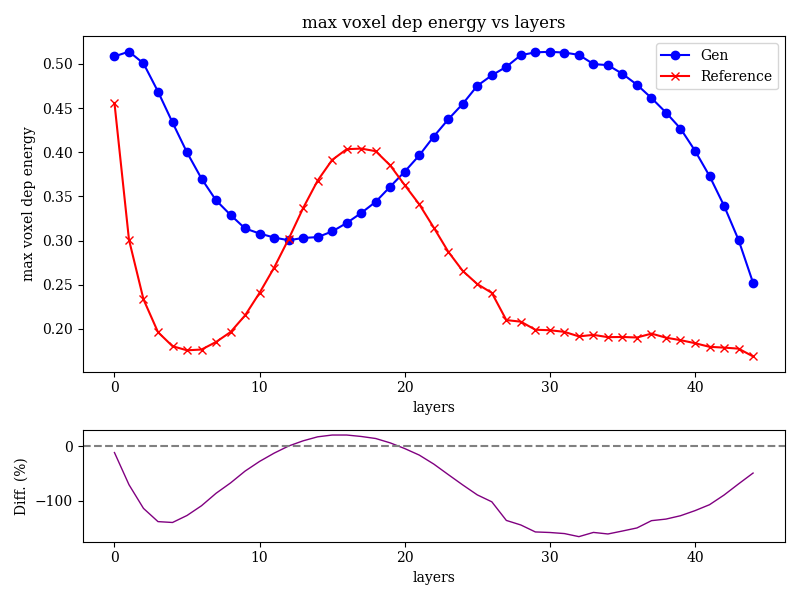 max voxel dep energy vs layers
max voxel dep energy
0.50
0.45
0.40
0.35
0.30
0.25
0.20
Gen
Reference
0 10 20 30 40
layers
Diff. (%)
0
−100
0 10 20 30 40
layers